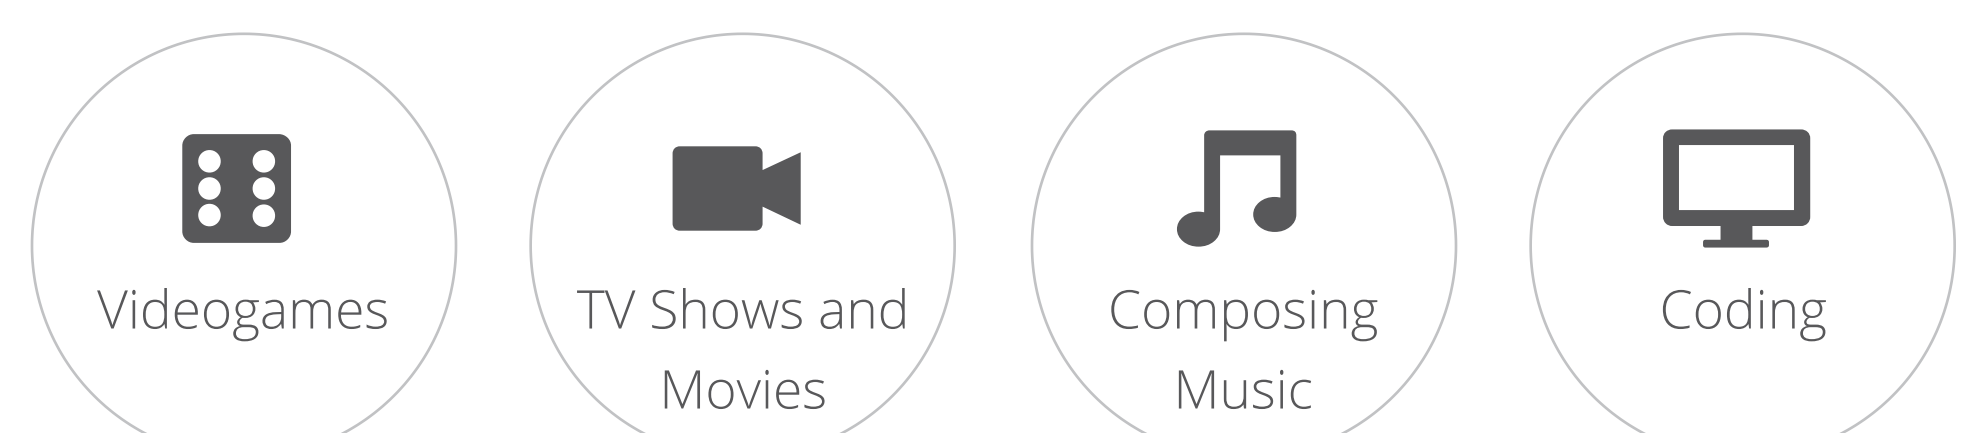 Videogames
TV Shows and
Movies
Composing
Music
Coding